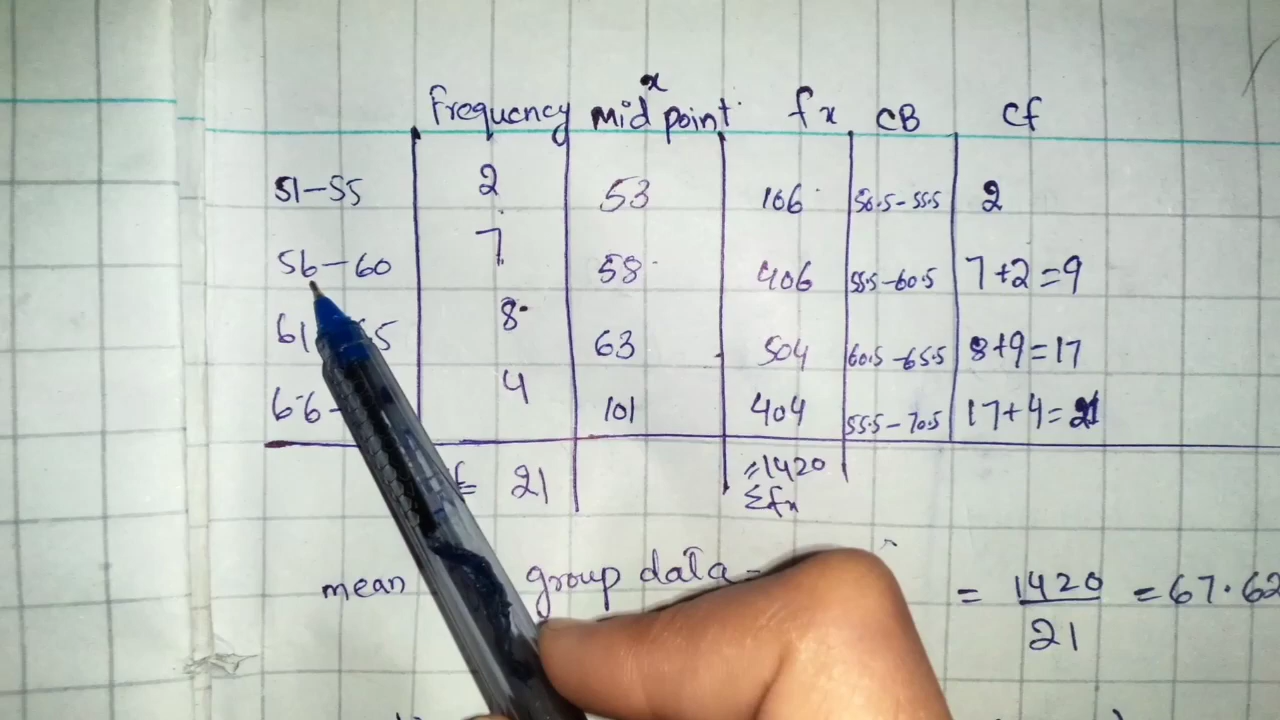 x
Frequency mid point fx CB Cf
51-55 2 53 106 50.5-55.5 2
56-60 7 58 406 55.5-60.5 7+2=9
61 5 8 63 504 60.5-65.5 8+9=17
66- 4 101 404 55.5-70.5 17+4=21
= 21 =1420
Σfx
mean group data = 1420/21 = 67.62